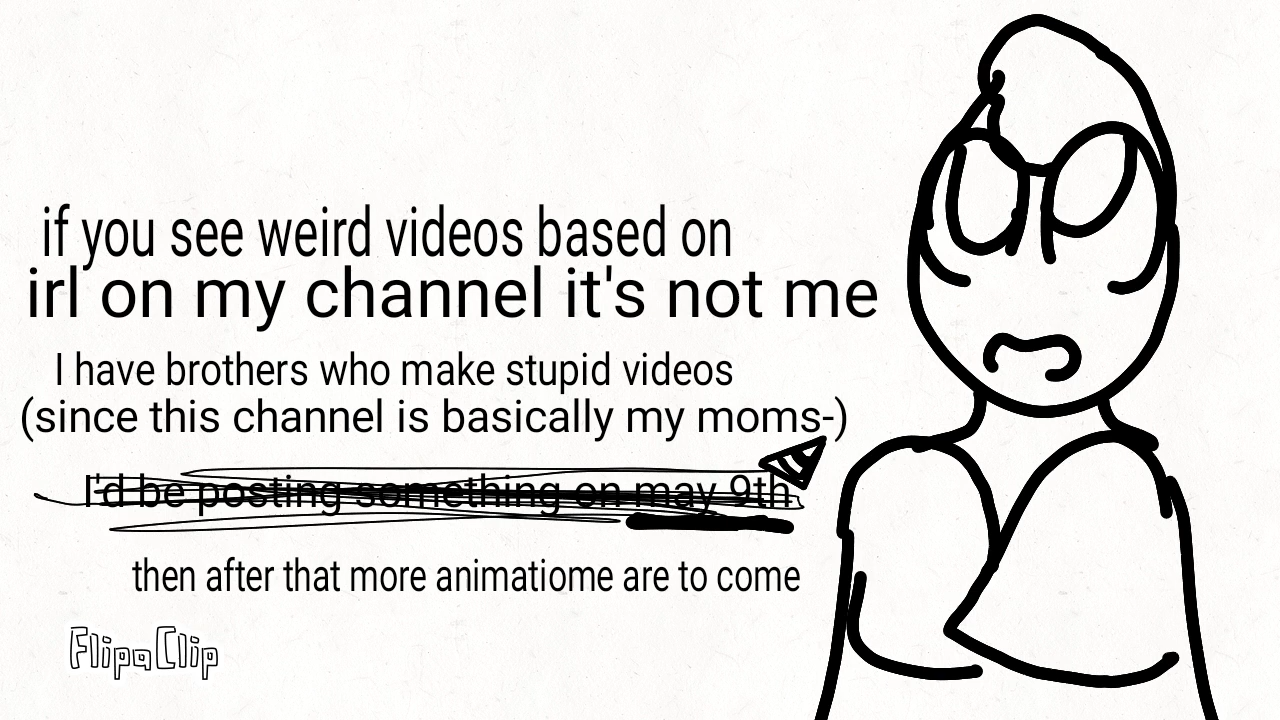 if you see weird videos based on
irl on my channel it's not me
I have brothers who make stupid videos
(since this channel is basically my moms-)
I'd be posting something on may 9th
then after that more animatiome are to come
FlipaClip